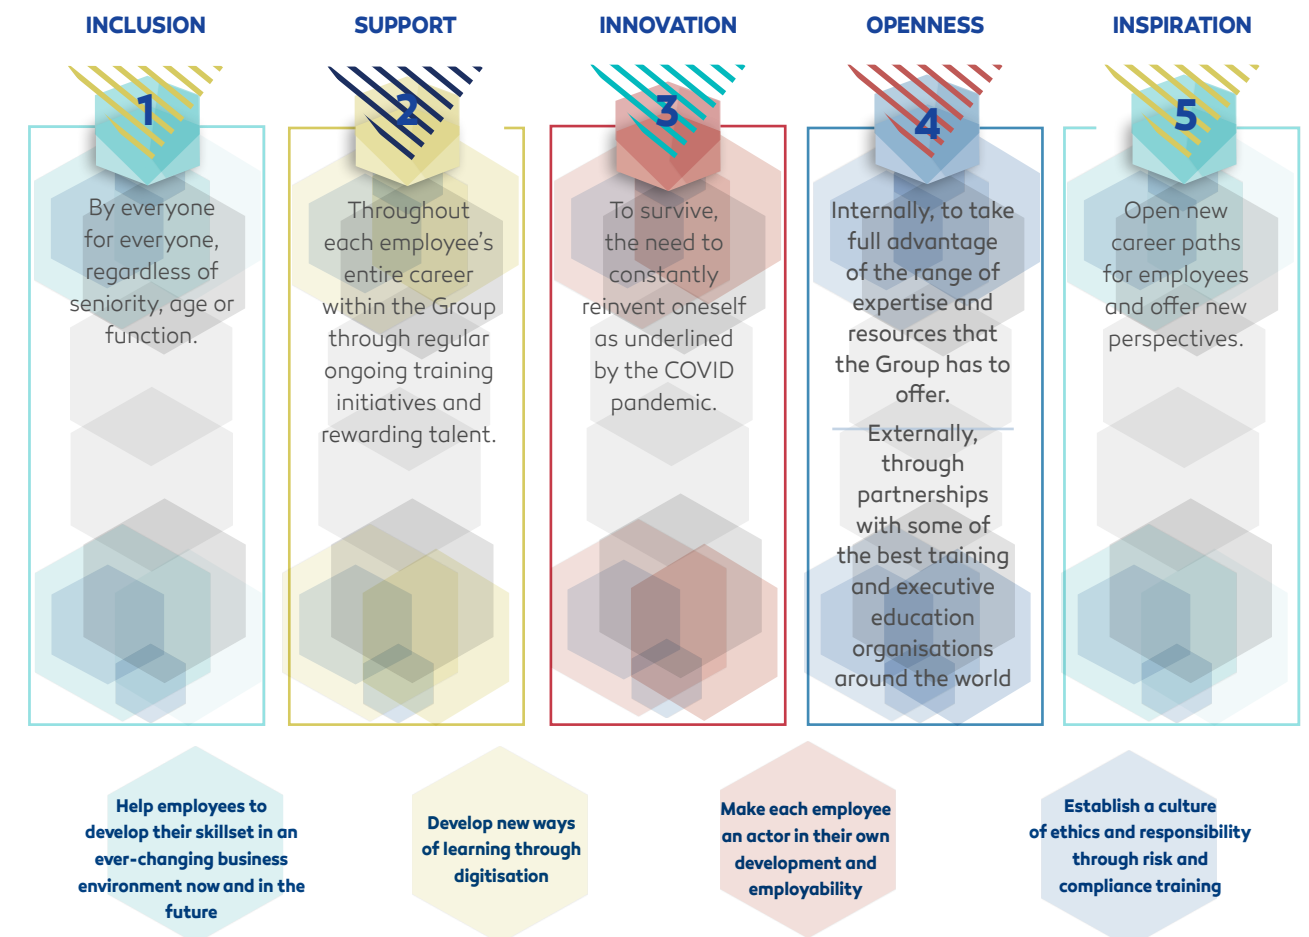 INCLUSION
SUPPORT
INNOVATION
OPENNESS
INSPIRATION
1
2
3
4
5
By everyone
for everyone,
regardless of
seniority, age or
function.
Throughout
each employee’s
entire career
within the Group
through regular
ongoing training
initiatives and
rewarding talent.
To survive,
the need to
constantly
reinvent oneself
as underlined
by the COVID
pandemic.
Internally, to take
full advantage
of the range of
expertise and
resources that
the Group has to
offer.
Externally,
through
partnerships
with some of
the best training
and executive
education
organisations
around the world
Open new
career paths
for employees
and offer new
perspectives.
Help employees to
develop their skillset in an
ever-changing business
environment now and in the
future
Develop new ways
of learning through
digitisation
Make each employee
an actor in their own
development and
employability
Establish a culture
of ethics and responsibility
through risk and
compliance training